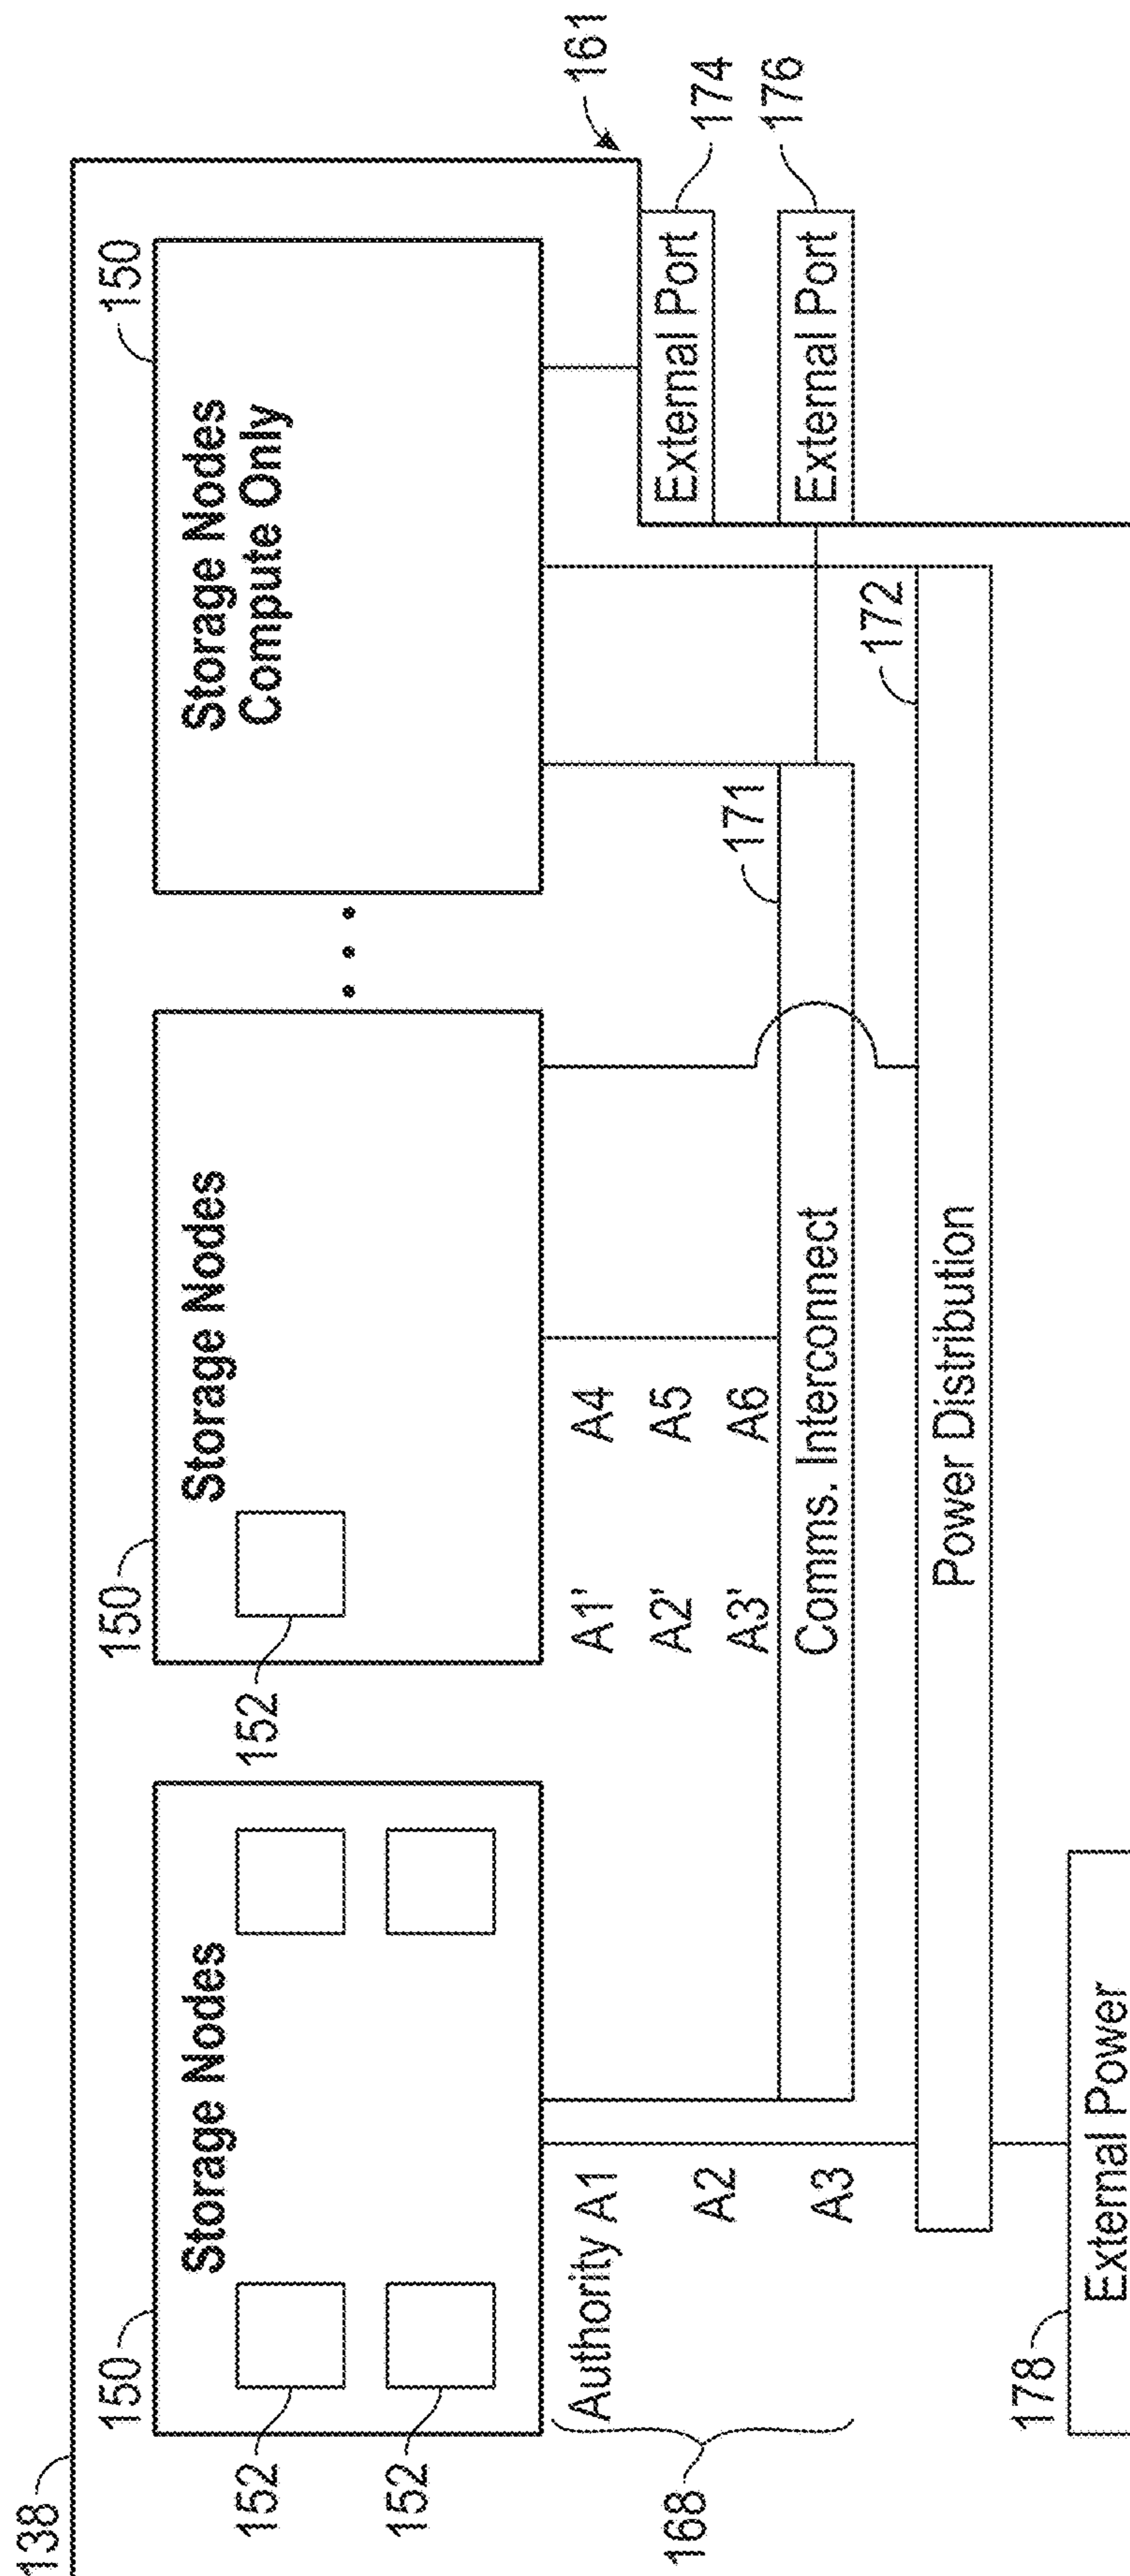 138
161
150
150
150
Storage Nodes
Storage Nodes
Storage Nodes
Compute Only
152
152
152
168
Authority A1
A2
A3
A1'
A2'
A3'
A4
A5
A6
171
Comms. Interconnect
172
Power Distribution
External Port
174
External Port
176
178
External Power